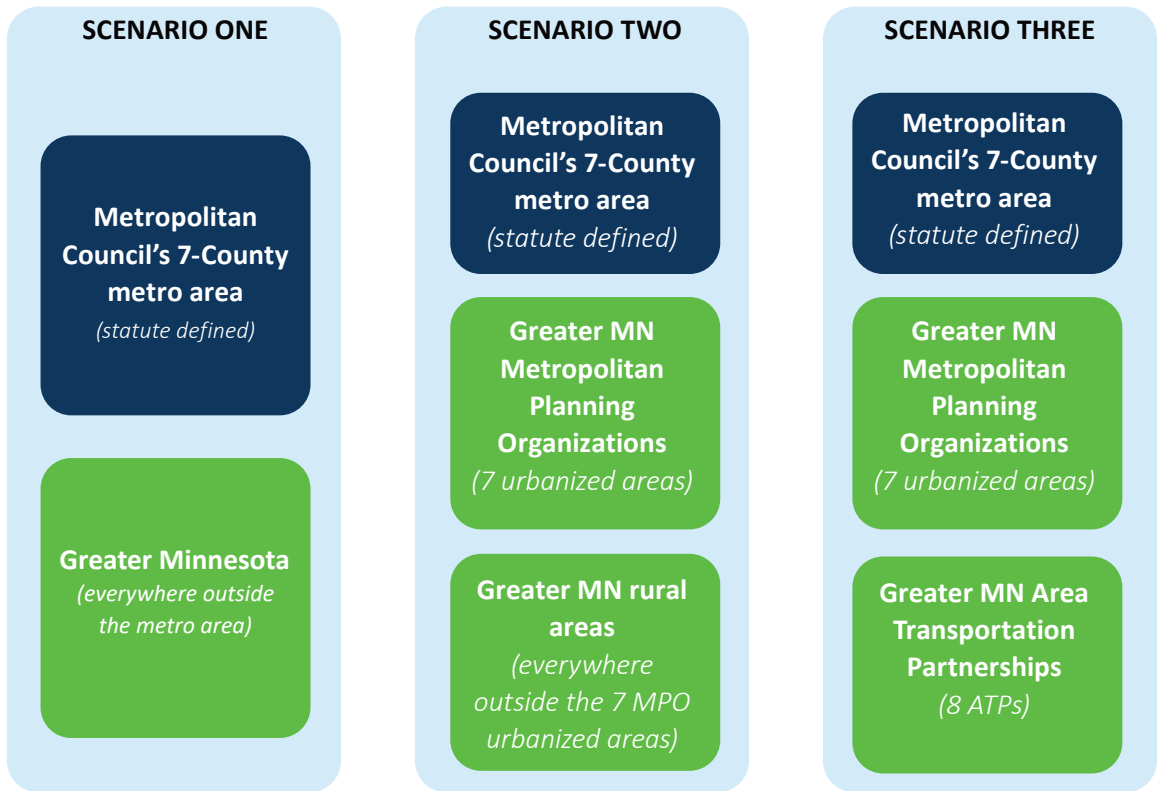 SCENARIO ONE
Metropolitan
Council’s 7-County
metro area
(statute defined)
Greater Minnesota
(everywhere outside
the metro area)
SCENARIO TWO
Metropolitan
Council’s 7-County
metro area
(statute defined)
Greater MN
Metropolitan
Planning
Organizations
(7 urbanized areas)
Greater MN rural
areas
(everywhere
outside the 7 MPO
urbanized areas)
SCENARIO THREE
Metropolitan
Council’s 7-County
metro area
(statute defined)
Greater MN
Metropolitan
Planning
Organizations
(7 urbanized areas)
Greater MN Area
Transportation
Partnerships
(8 ATPs)